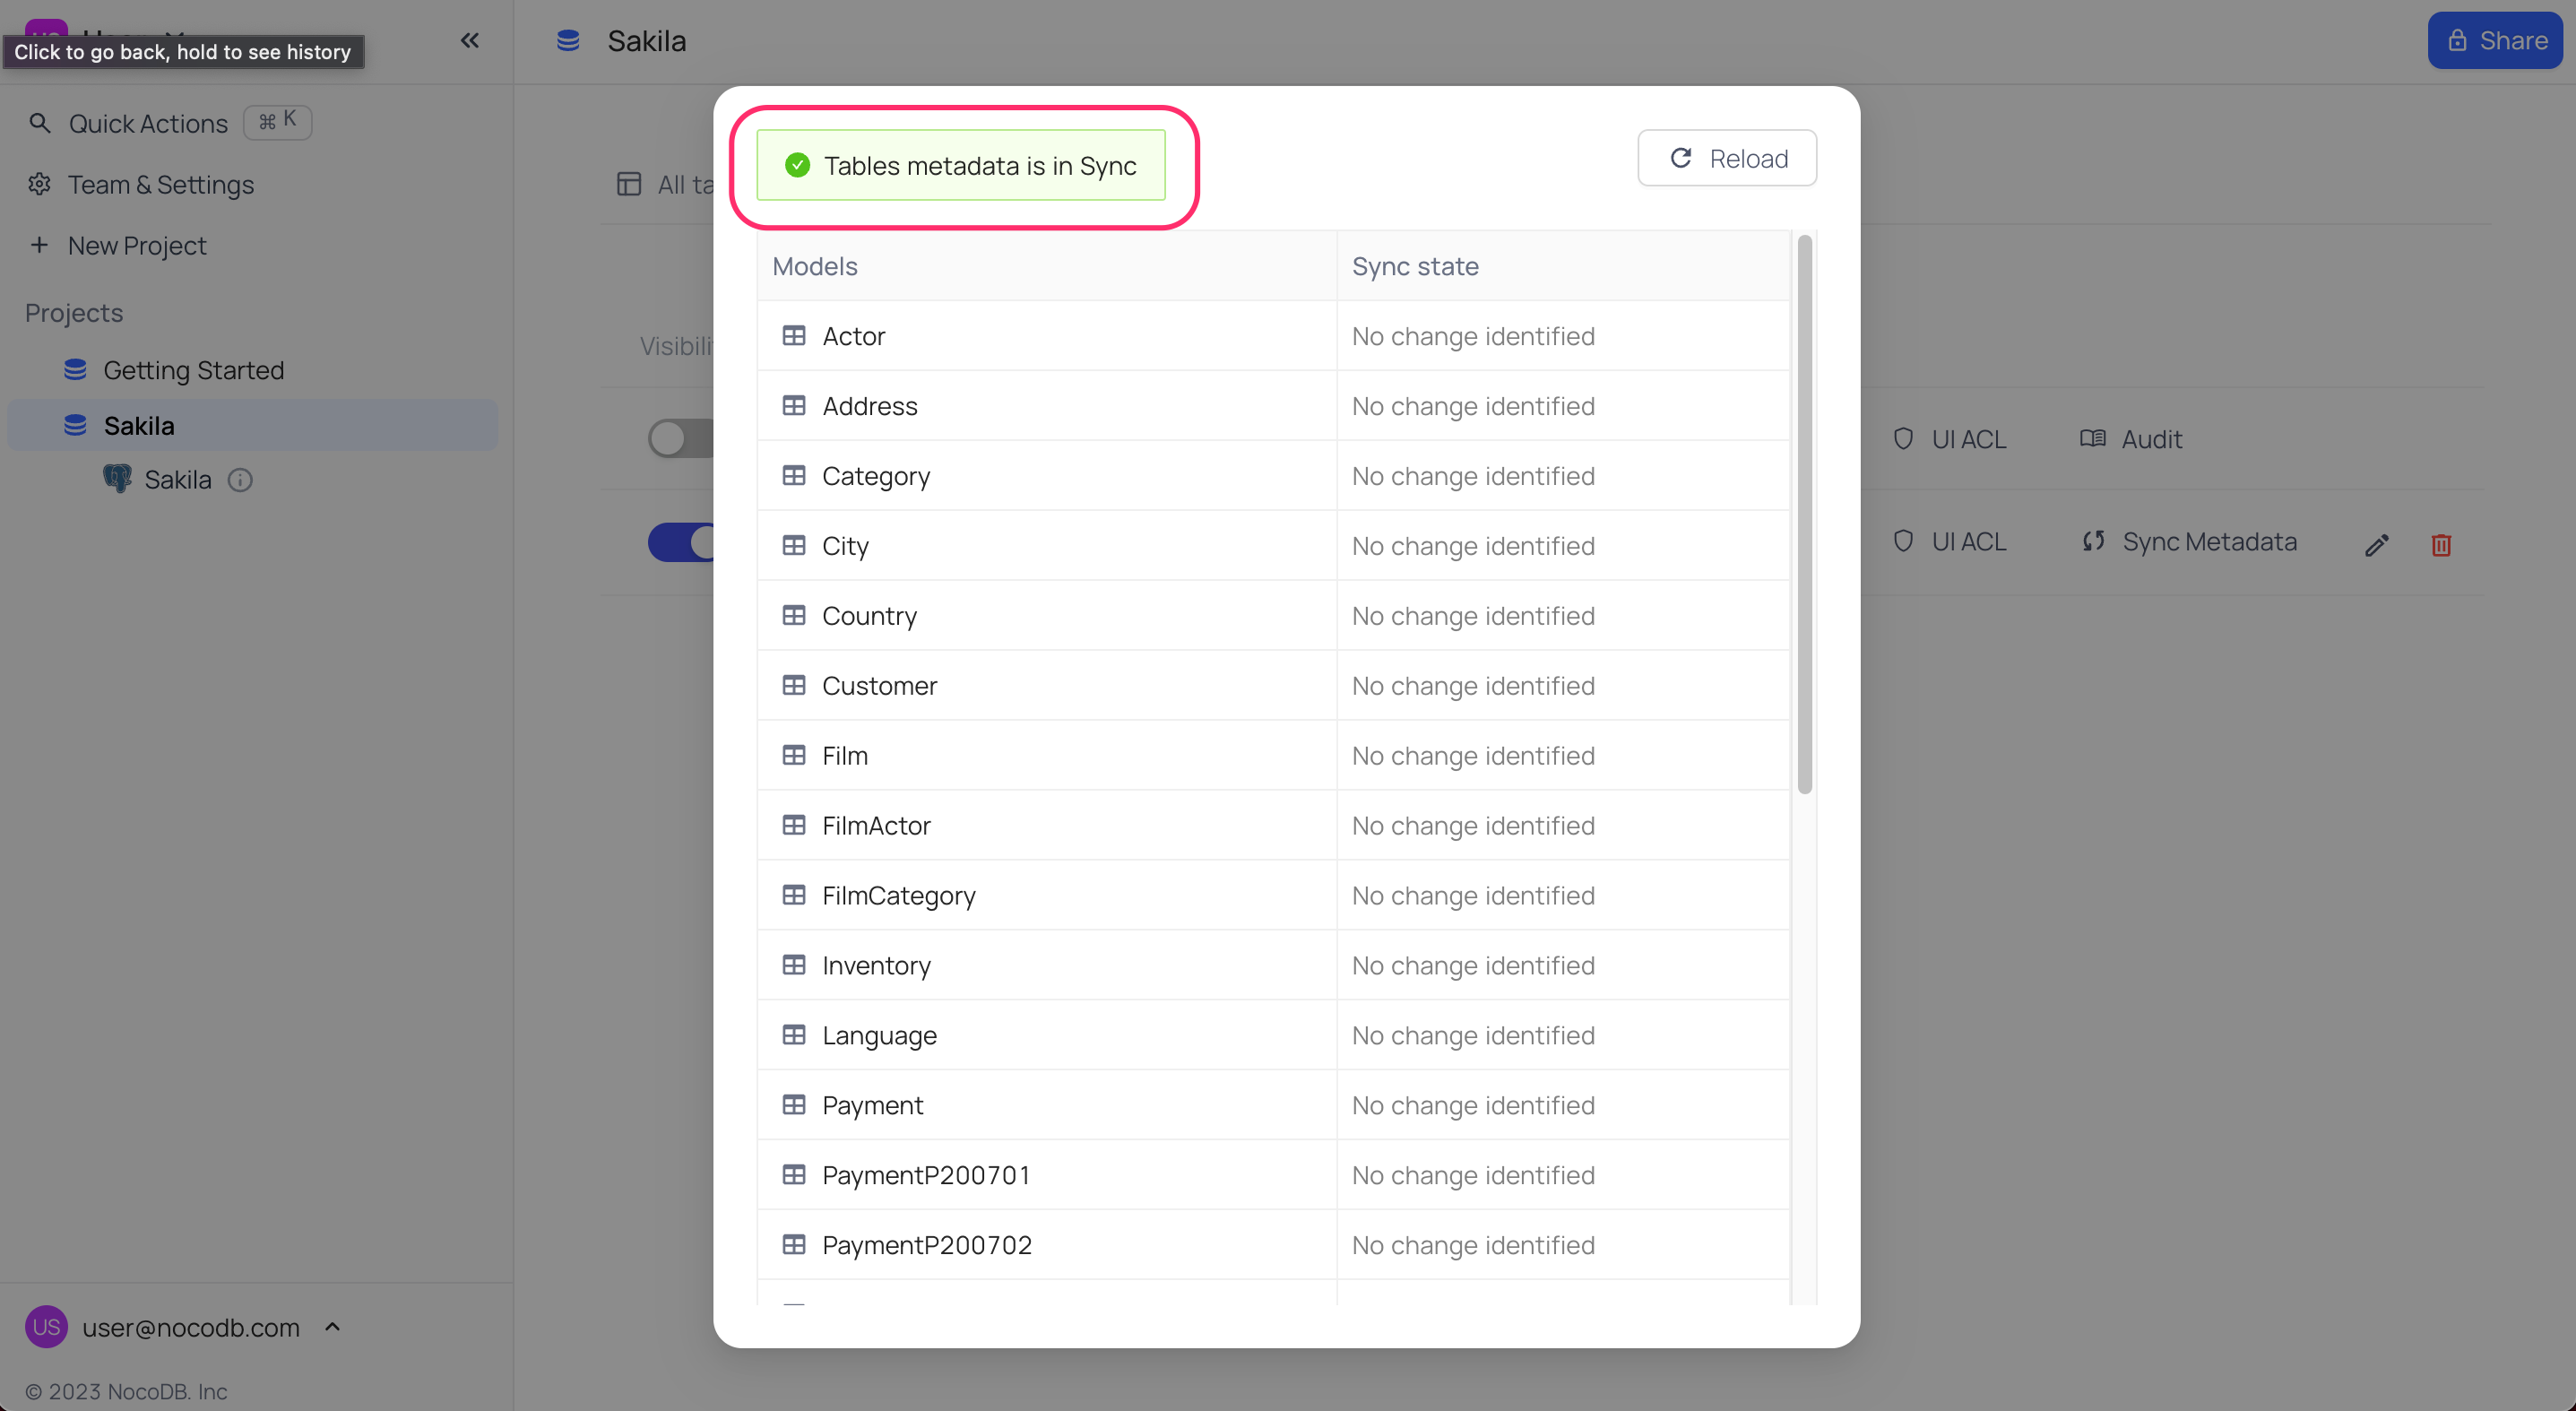 Click to go back, hold to see history
Sakila
Share
Quick Actions ⌘ K
Team & Settings
New Project
Projects
Getting Started
Sakila
Sakila
US user@nocodb.com
© 2023 NocoDB. Inc
All ta
Visibili
UI ACL Audit
UI ACL Sync Metadata
Tables metadata is in Sync
Reload
Models Sync state
Actor No change identified
Address No change identified
Category No change identified
City No change identified
Country No change identified
Customer No change identified
Film No change identified
FilmActor No change identified
FilmCategory No change identified
Inventory No change identified
Language No change identified
Payment No change identified
PaymentP200701 No change identified
PaymentP200702 No change identified